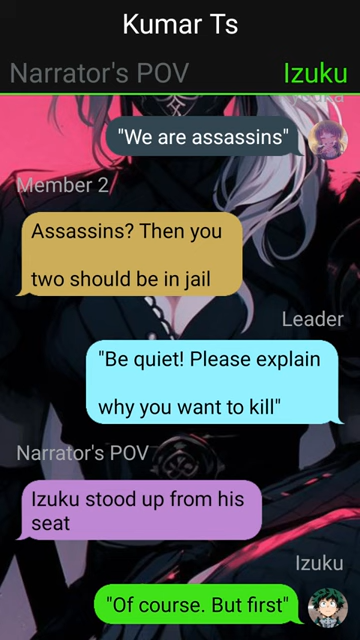 Kumar Ts
Narrator's POV
Izuku
"We are assassins"
Member 2
Assassins? Then you
two should be in jail
Leader
"Be quiet! Please explain
why you want to kill"
Narrator's POV
Izuku stood up from his
seat
Izuku
"Of course. But first"